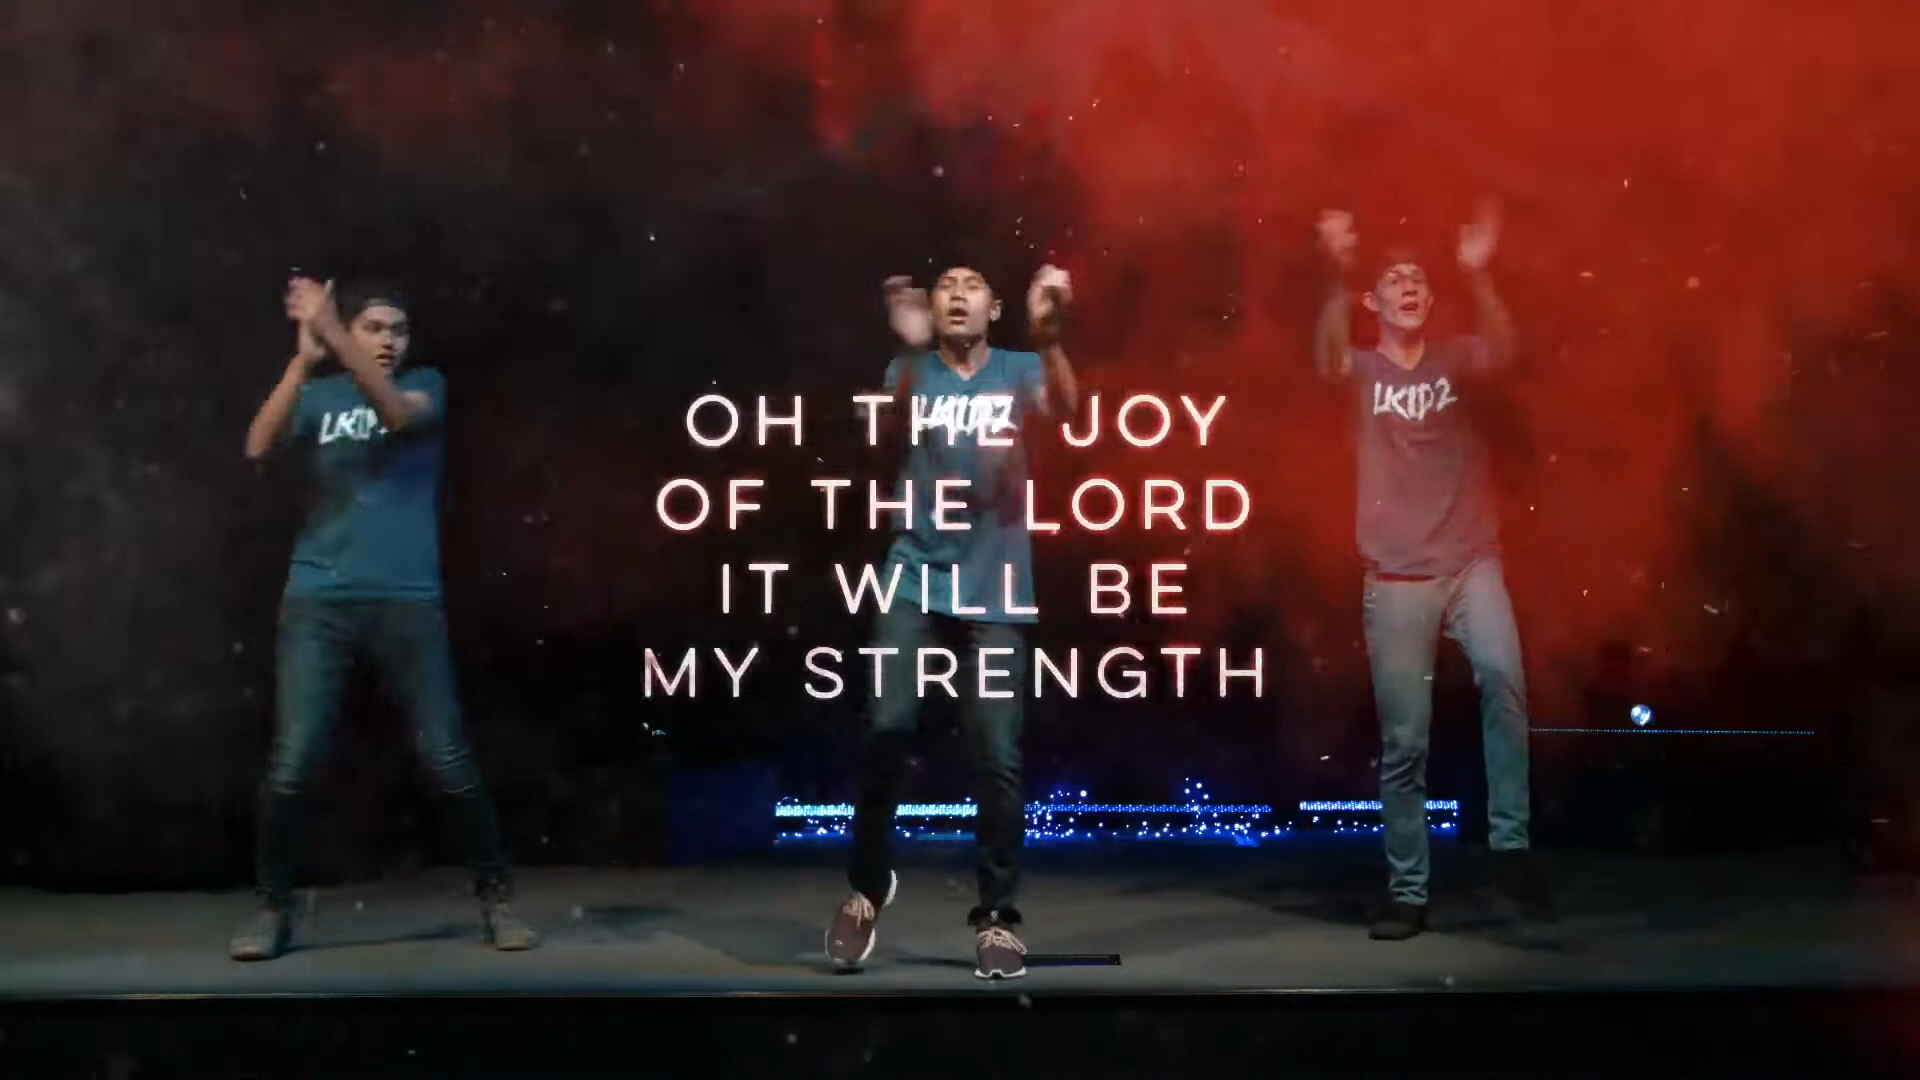 OH THE JOY
OF THE LORD
IT WILL BE
MY STRENGTH
LKIDZ